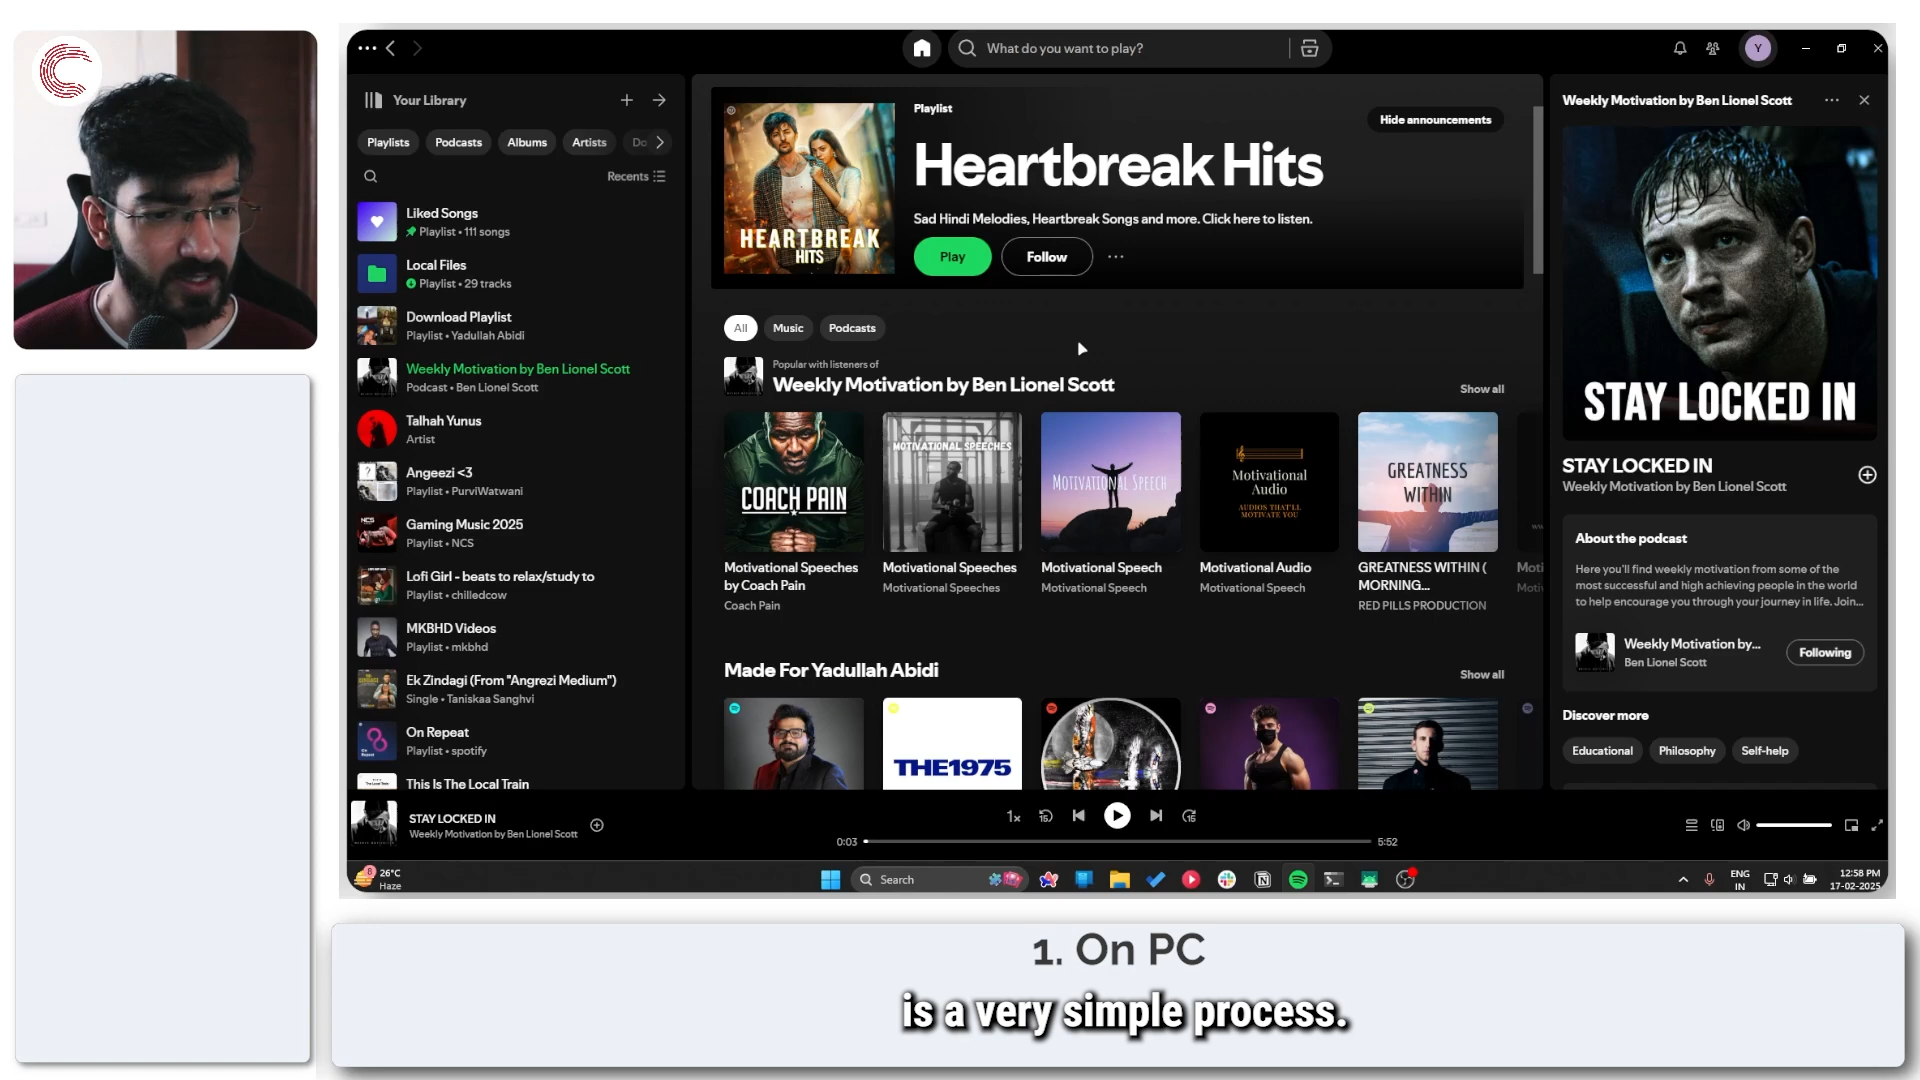 What do you want to play?
Y
Your Library
Playlists
Podcasts
Albums
Artists
Do
Recents
Liked Songs
Playlist • 111 songs
Local Files
Playlist • 29 tracks
Download Playlist
Playlist • Yadullah Abidi
Weekly Motivation by Ben Lionel Scott
Podcast • Ben Lionel Scott
Talhah Yunus
Artist
Angeezi <3
Playlist • PurviWatwani
Gaming Music 2025
Playlist • NCS
Lofi Girl - beats to relax/study to
Playlist • chilledcow
MKBHD Videos
Playlist • mkbhd
Ek Zindagi (From "Angrezi Medium")
Single • Taniskaa Sanghvi
On Repeat
Playlist • spotify
This Is The Local Train
Playlist
Hide announcements
Heartbreak Hits
Sad Hindi Melodies, Heartbreak Songs and more. Click here to listen.
Play
Follow
HEARTBREAK
HITS
All
Music
Podcasts
Popular with listeners of
Weekly Motivation by Ben Lionel Scott
Show all
COACH PAIN
MOTIVATIONAL SPEECHES
MOTIVATIONAL SPEECH
Motivational
Audio
AUDIOS THAT'LL
MOTIVATE YOU
GREATNESS
WITHIN
Motivational Speeches
by Coach Pain
Coach Pain
Motivational Speeches
Motivational Speeches
Motivational Speech
Motivational Speech
Motivational Audio
Motivational Speech
GREATNESS WITHIN (
MORNING...
RED PILLS PRODUCTION
Moti
Motiv
Made For Yadullah Abidi
Show all
THE1975
Weekly Motivation by Ben Lionel Scott
STAY LOCKED IN
STAY LOCKED IN
Weekly Motivation by Ben Lionel Scott
About the podcast
Here you'll find weekly motivation from some of the
most successful and high achieving people in the world
to help encourage you through your journey in life. Join...
Weekly Motivation by...
Ben Lionel Scott
Following
Discover more
Educational
Philosophy
Self-help
STAY LOCKED IN
Weekly Motivation by Ben Lionel Scott
1x
15
15
0:03
5:52
8
26°C
Haze
Search
ENG
IN
12:58 PM
17-02-2025
1. On PC
is a very simple process.